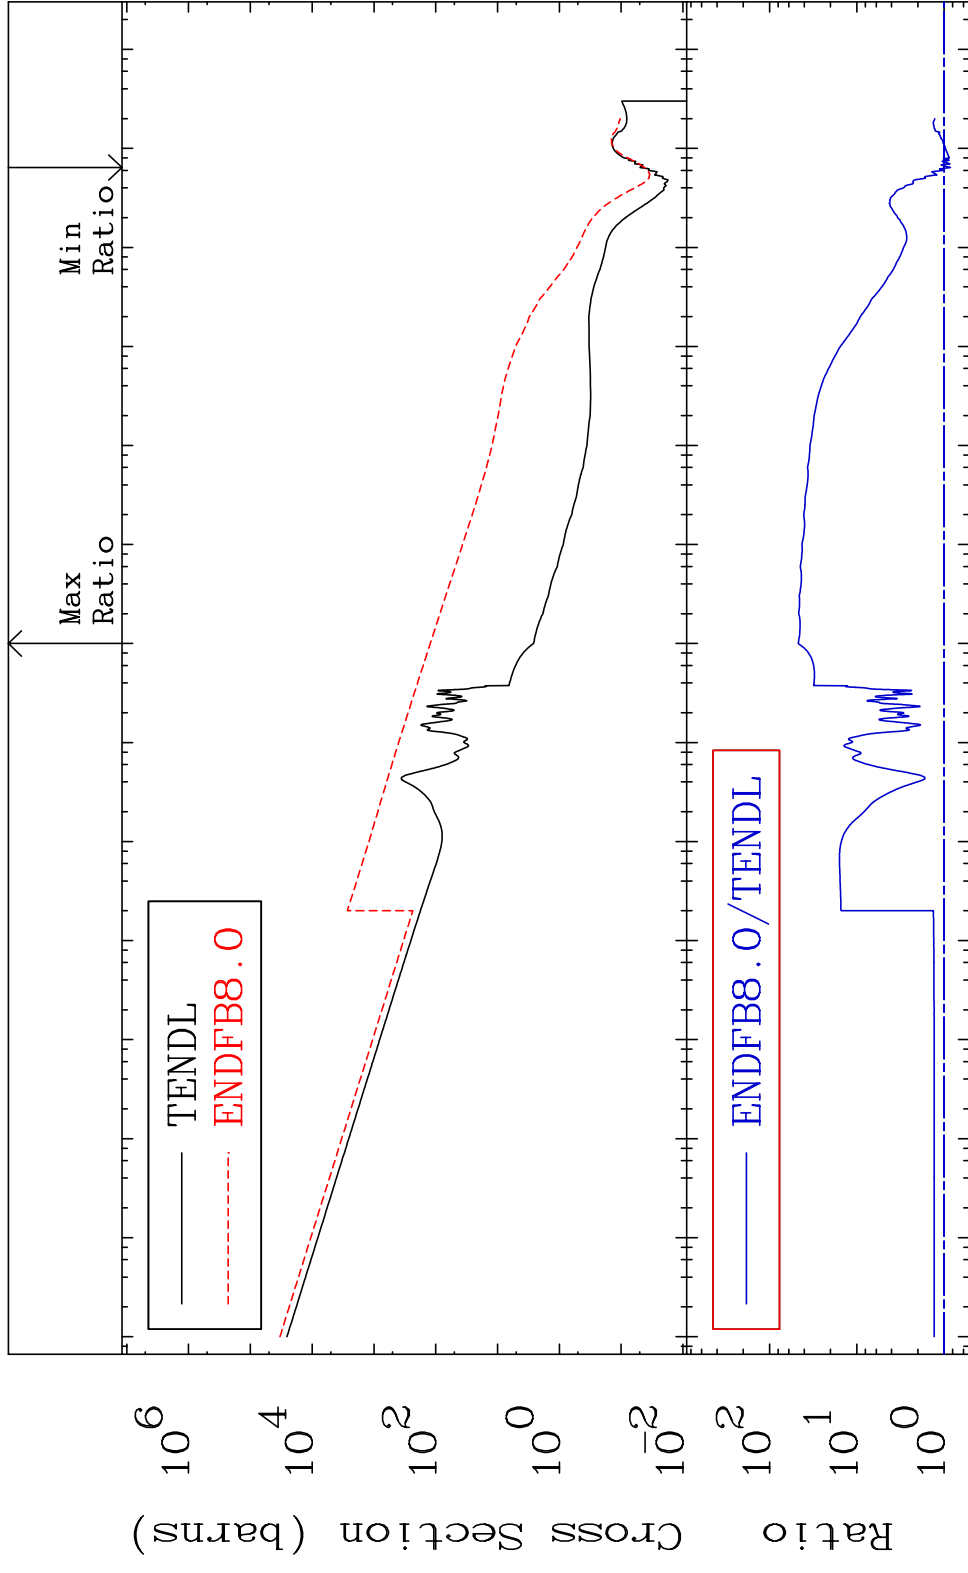 Max
Ratio
Min
Ratio
TENDL
ENDFB8.0
10^6
10^4
10^2
10^0
10^-2
Cross Section (barns)
ENDFB8.0/TENDL
10^2
10^1
10^0
Ratio